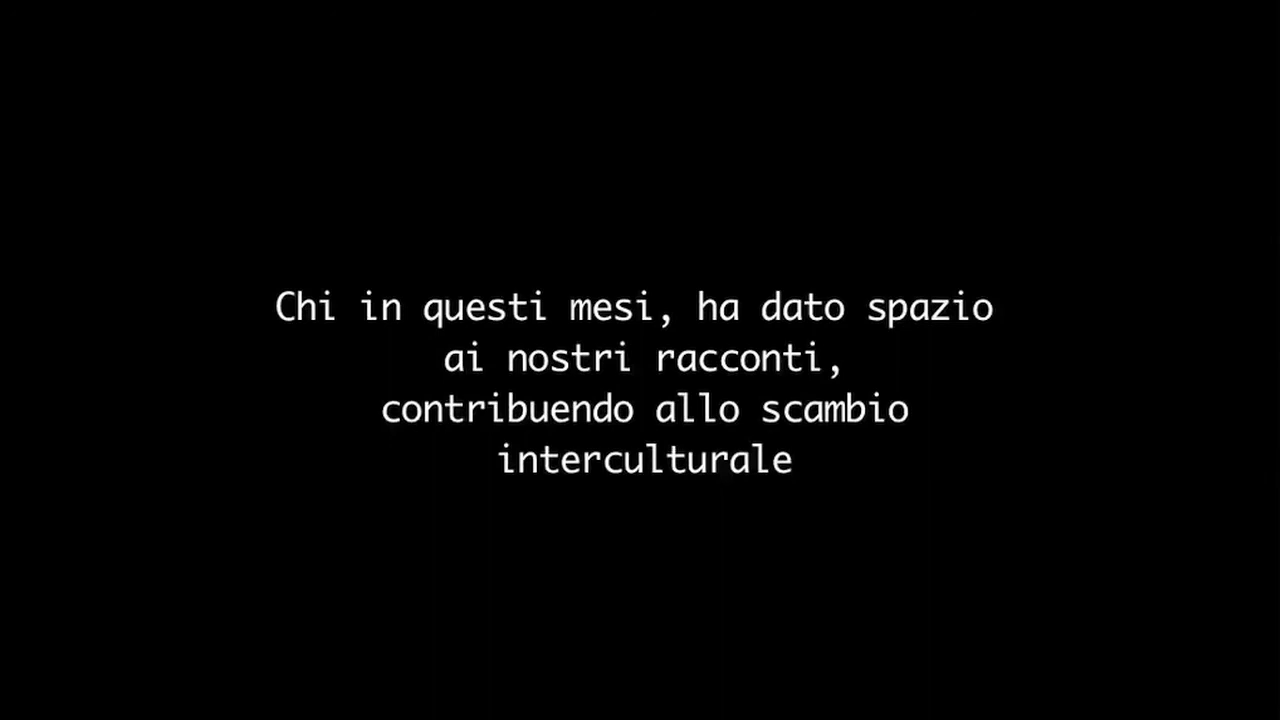 Chi in questi mesi, ha dato spazio
ai nostri racconti,
contribuendo allo scambio
interculturale